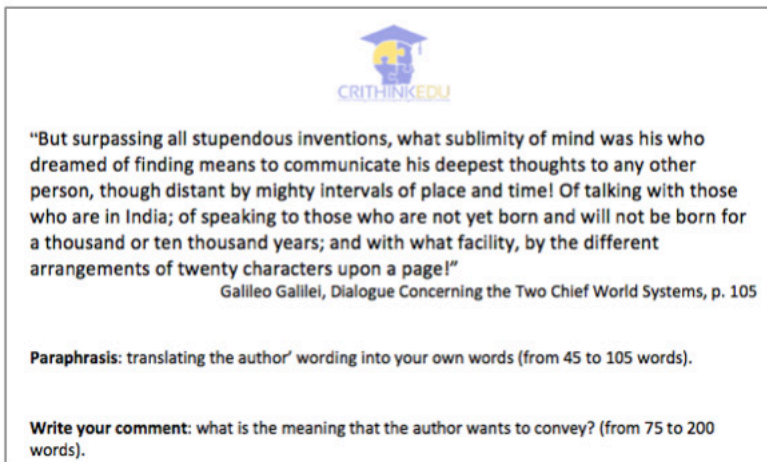 CRITHINKEDU
“But surpassing all stupendous inventions, what sublimity of mind was his who
dreamed of finding means to communicate his deepest thoughts to any other
person, though distant by mighty intervals of place and time! Of talking with those
who are in India; of speaking to those who are not yet born and will not be born for
a thousand or ten thousand years; and with what facility, by the different
arrangements of twenty characters upon a page!”
Galileo Galilei, Dialogue Concerning the Two Chief World Systems, p. 105
Paraphrasis: translating the author’ wording into your own words (from 45 to 105 words).
Write your comment: what is the meaning that the author wants to convey? (from 75 to 200
words).